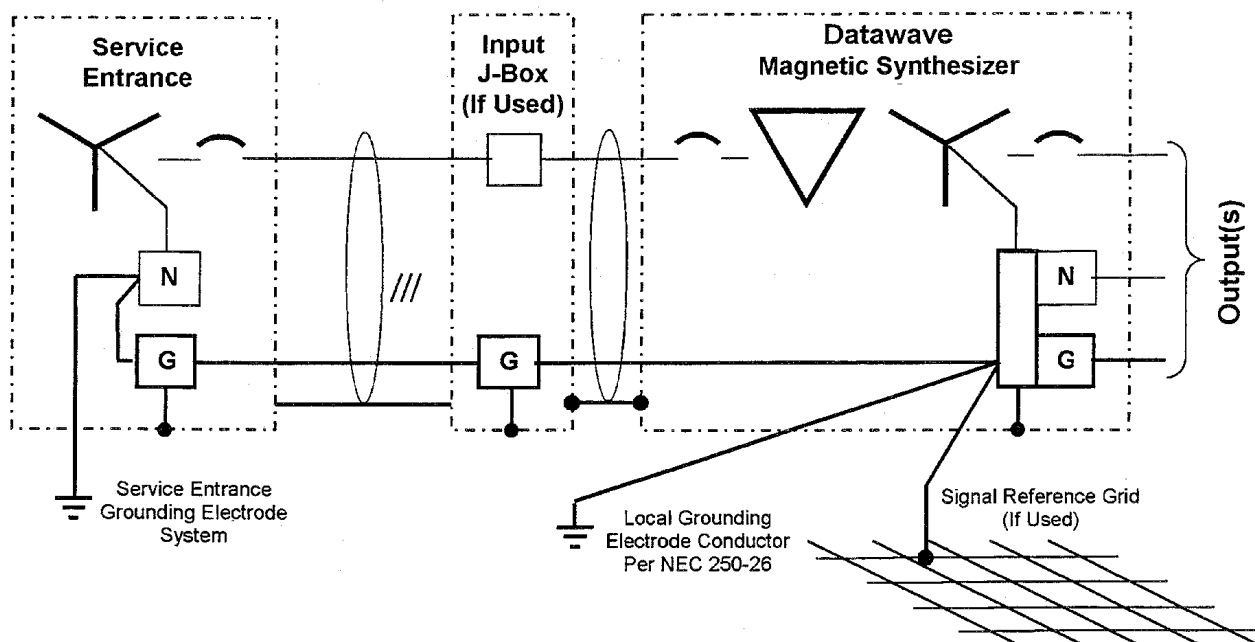 Service
Entrance
Input
J-Box
(If Used)
Datawave
Magnetic Synthesizer
N
G
G
N
G
Output(s)
Service Entrance
Grounding Electrode
System
Local Grounding
Electrode Conductor
Per NEC 250-26
Signal Reference Grid
(If Used)